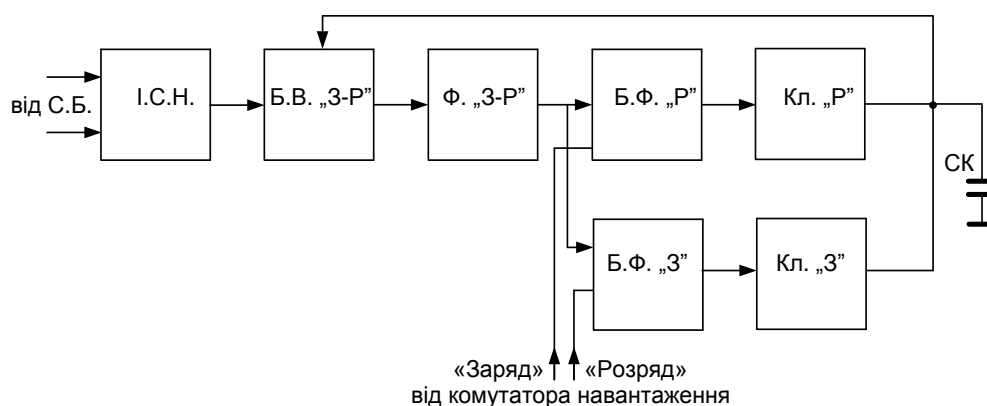 від С.Б.
І.С.Н.
Б.В. „З-Р”
Ф. „З-Р”
Б.Ф. „Р”
Кл. „Р”
СК
Б.Ф. „З”
Кл. „З”
«Заряд»
«Розряд»
від комутатора навантаження